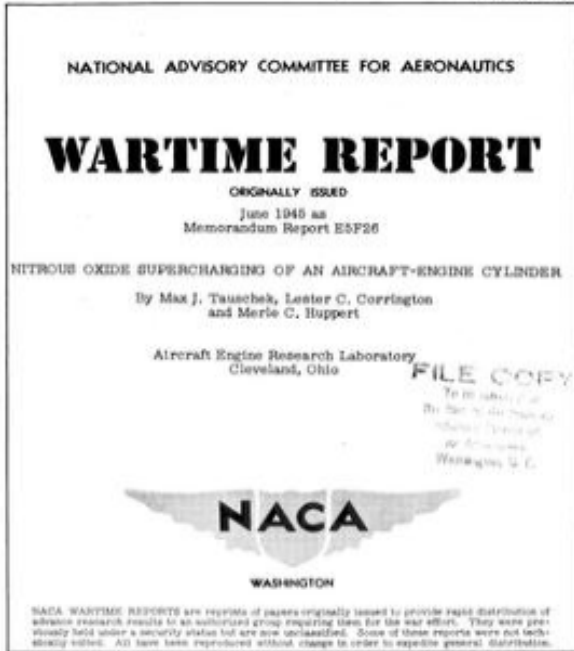 NATIONAL ADVISORY COMMITTEE FOR AERONAUTICS
WARTIME REPORT
ORIGINALLY ISSUED
June 1945 as
Memorandum Report E5F26
NITROUS OXIDE SUPERCHARGING OF AN AIRCRAFT-ENGINE CYLINDER
By Max J. Tauschek, Lester C. Corrington
and Merle C. Huppert
Aircraft Engine Research Laboratory
Cleveland, Ohio
FILE COPY
To be
the
Washington D. C.
NACA
WASHINGTON
NACA WARTIME REPORTS are reprints of papers originally issued to provide rapid distribution of
advance research results to an authorized group requiring them for the war effort. They were pre-
viously held under a security status but are now unclassified. Some of these reports were not tech-
nically edited. All have been reproduced without change in order to expedite general distribution.